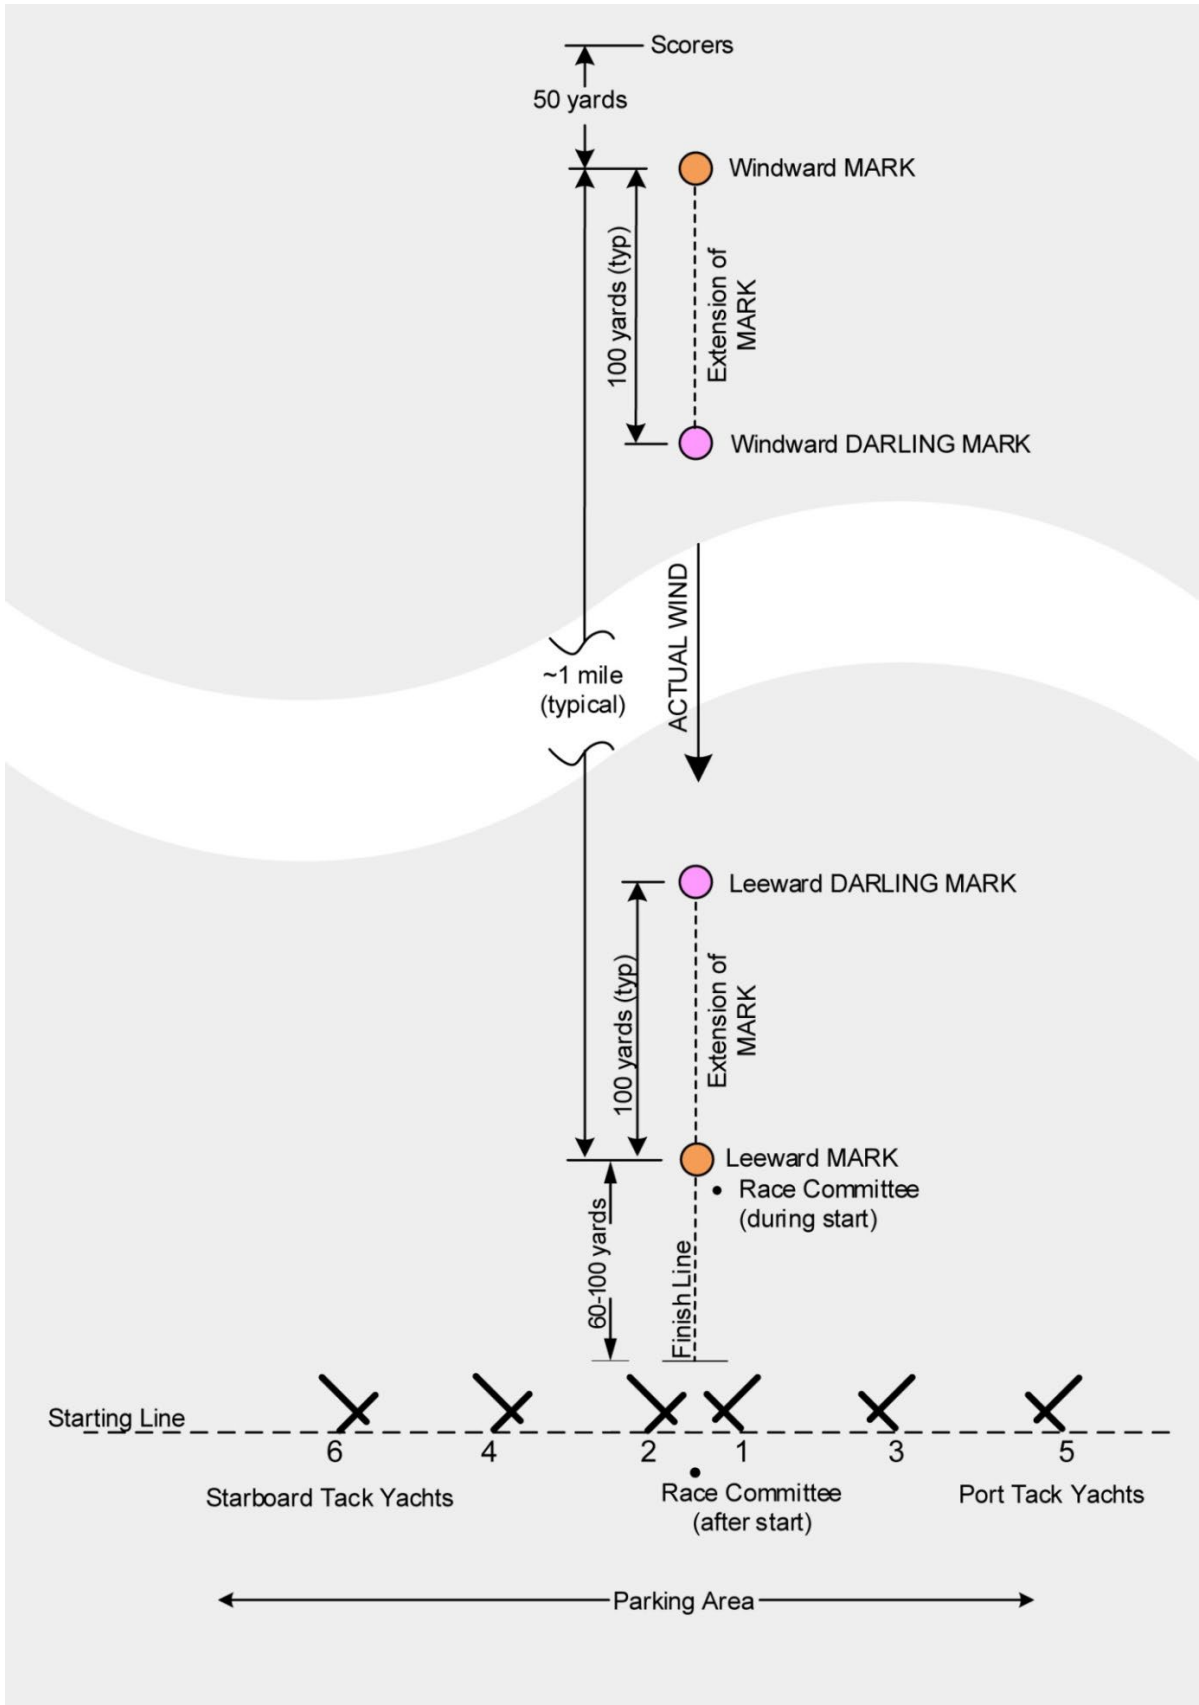 Scorers
50 yards
Windward MARK
100 yards (typ)
Extension of
MARK
Windward DARLING MARK
ACTUAL WIND
~1 mile
(typical)
Leeward DARLING MARK
100 yards (typ)
Extension of
MARK
Leeward MARK
• Race Committee
(during start)
60-100 yards
Finish Line
Starting Line
6 4 2 1 3 5
Starboard Tack Yachts
Race Committee
(after start)
Port Tack Yachts
Parking Area